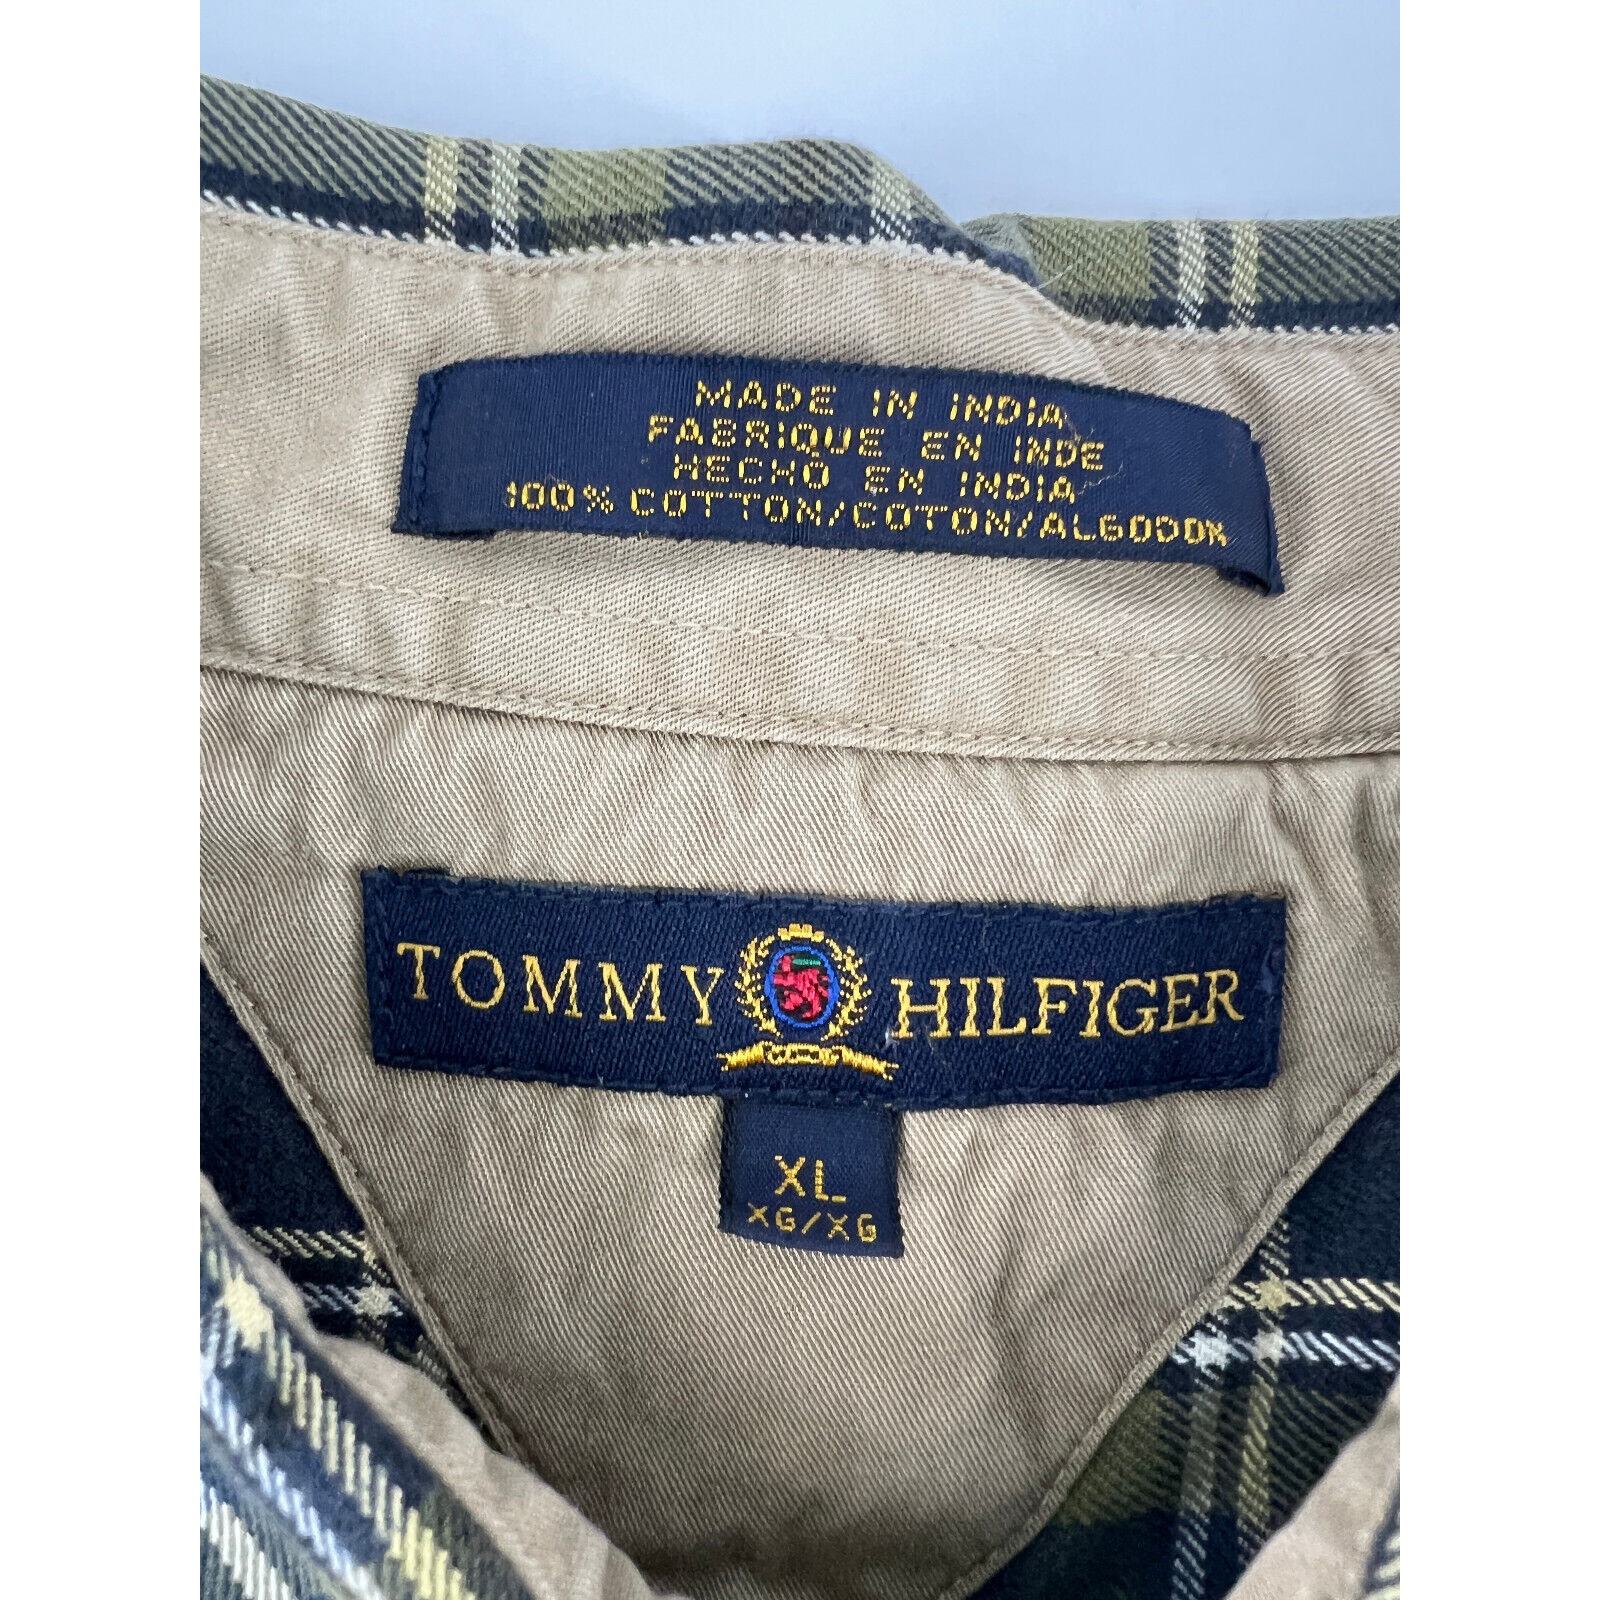 MADE IN INDIA
FABRIQUE EN INDE
HECHO EN INDIA
100% COTTON/COTON/ALGODON
TOMMY HILFIGER
XL
XG/XG